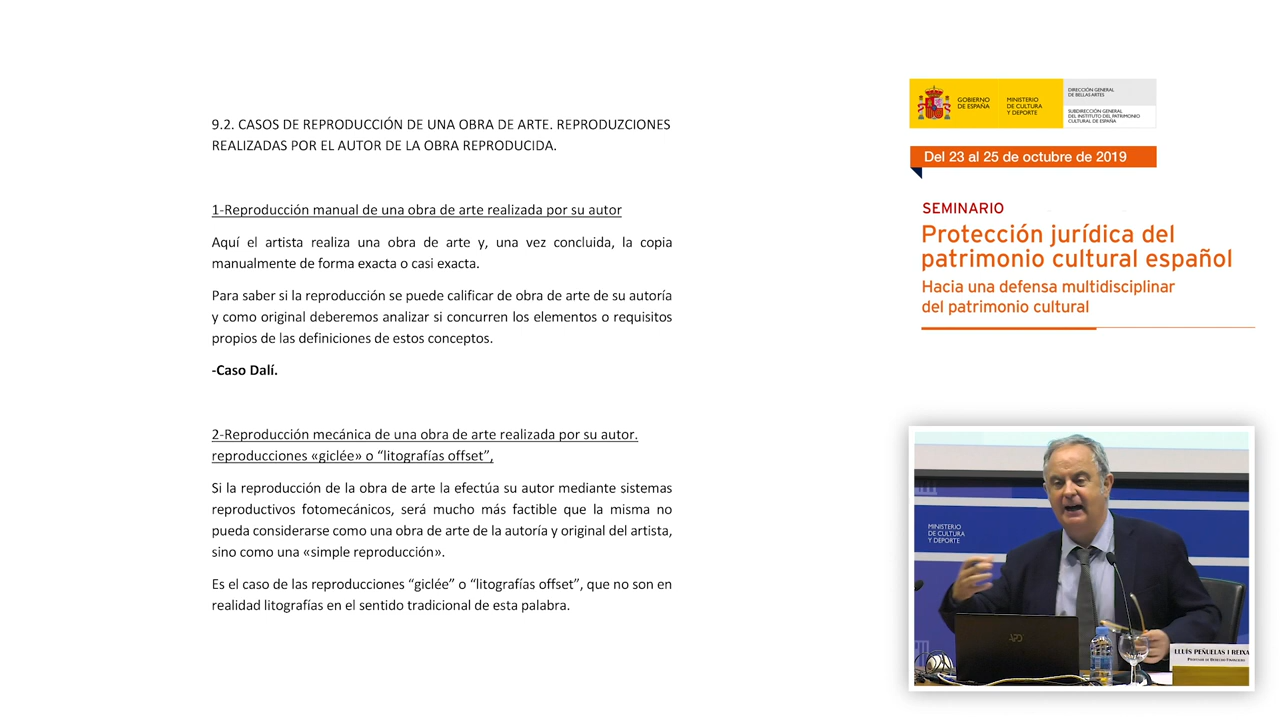 9.2. CASOS DE REPRODUCCIÓN DE UNA OBRA DE ARTE. REPRODUZCIONES
REALIZADAS POR EL AUTOR DE LA OBRA REPRODUCIDA.
1-Reproducción manual de una obra de arte realizada por su autor
Aquí el artista realiza una obra de arte y, una vez concluida, la copia
manualmente de forma exacta o casi exacta.
Para saber si la reproducción se puede calificar de obra de arte de su autoría
y como original deberemos analizar si concurren los elementos o requisitos
propios de las definiciones de estos conceptos.
-Caso Dalí.
2-Reproducción mecánica de una obra de arte realizada por su autor.
reproducciones «giclée» o “litografías offset”,
Si la reproducción de la obra de arte la efectúa su autor mediante sistemas
reproductivos fotomecánicos, será mucho más factible que la misma no
pueda considerarse como una obra de arte de la autoría y original del artista,
sino como una «simple reproducción».
Es el caso de las reproducciones “giclée” o “litografías offset”, que no son en
realidad litografías en el sentido tradicional de esta palabra.
GOBIERNO
DE ESPAÑA
MINISTERIO
DE CULTURA
Y DEPORTE
DIRECCIÓN GENERAL
DE BELLAS ARTES
SUBDIRECCIÓN GENERAL
DEL INSTITUTO DEL PATRIMONIO
CULTURAL DE ESPAÑA
Del 23 al 25 de octubre de 2019
SEMINARIO
Protección jurídica del
patrimonio cultural español
Hacia una defensa multidisciplinar
del patrimonio cultural
MINISTERIO
DE CULTURA
Y DEPORTE
LLUÍS PEÑUELAS I REIXA
PROFESOR DE DERECHO FINANCIERO